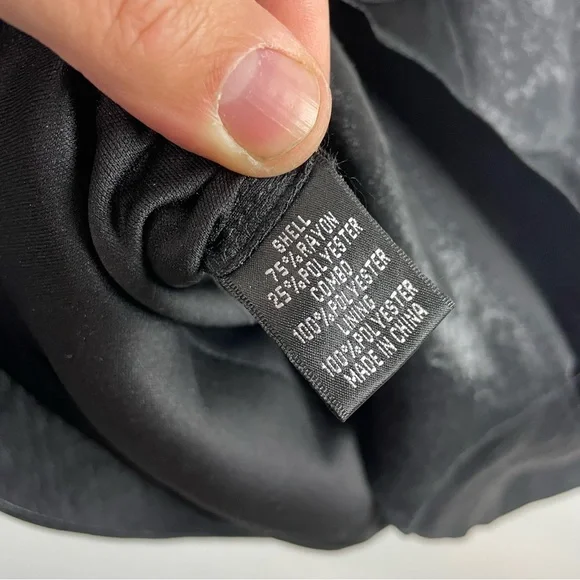 SHELL
75%RAYON
25%POLYESTER
COMBO
100%POLYESTER
LINING
100%POLYESTER
MADE IN CHINA